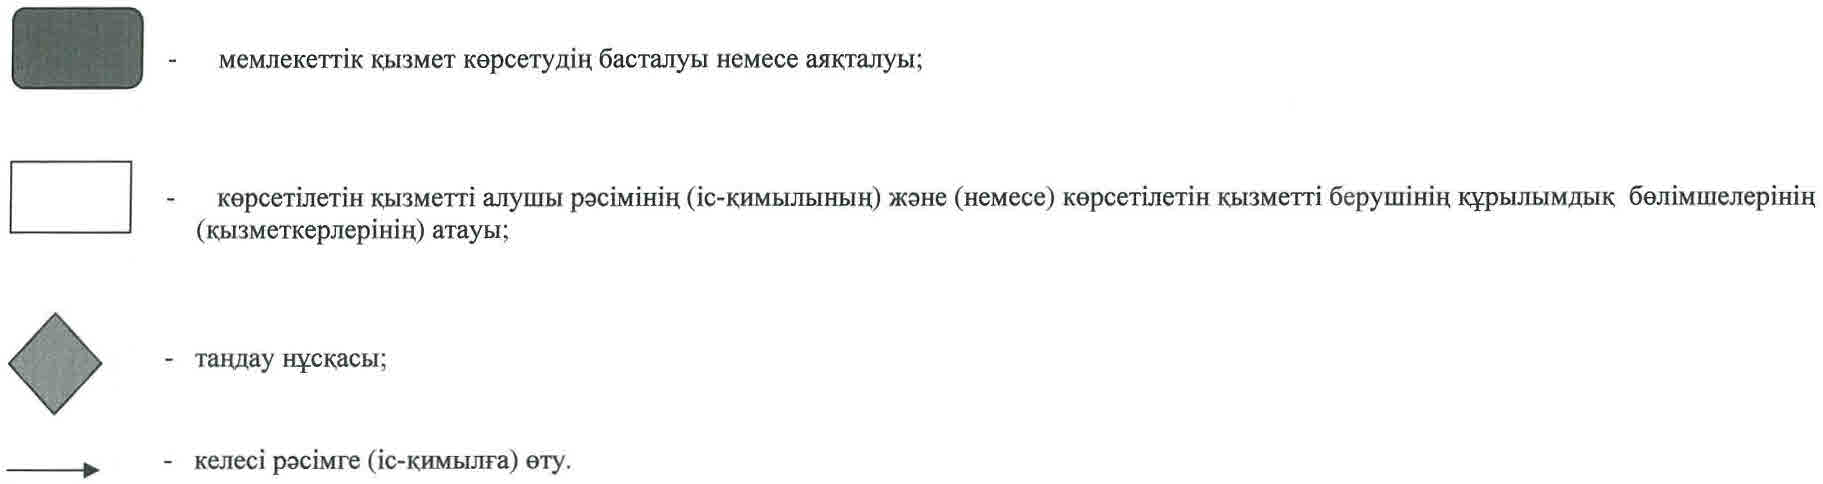 - мемлекеттік қызмет көрсетудің басталуы немесе аяқталуы;
- көрсетілетін қызметті алушы рәсімінің (іс-қимылының) және (немесе) көрсетілетін қызметті берушінің құрылымдық бөлімшелерінің
(қызметкерлерінің) атауы;
- таңдау нұсқасы;
- келесі рәсімге (іс-қимылға) өту.